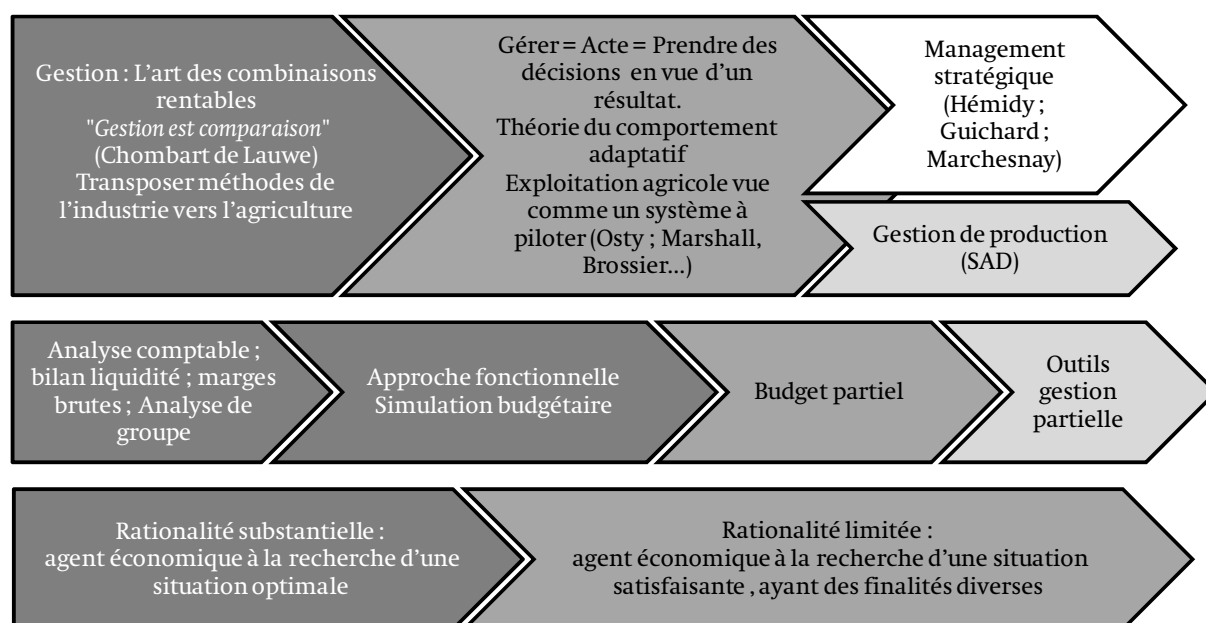 Gestion : L’art des combinaisons
rentables
"Gestion est comparaison"
(Chombart de Lauwe)
Transposer méthodes de
l’industrie vers l’agriculture
Gérer = Acte = Prendre des
décisions en vue d’un
résultat.
Théorie du comportement
adaptatif
Exploitation agricole vue
comme un système à
piloter (Osty ; Marshall,
Brossier...)
Management
stratégique
(Hémidy ;
Guichard ;
Marchesnay)
Gestion de production
(SAD)
Analyse comptable ;
bilan liquidité ; marges
brutes ; Analyse de
groupe
Approche fonctionnelle
Simulation budgétaire
Budget partiel
Outils
gestion
partielle
Rationalité substantielle :
agent économique à la recherche d’une
situation optimale
Rationalité limitée :
agent économique à la recherche d’une situation
satisfaisante , ayant des finalités diverses